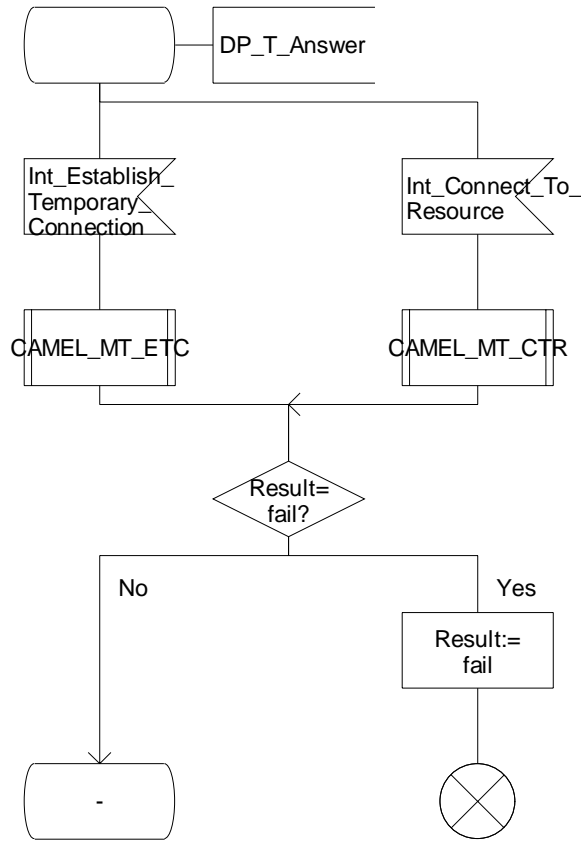 DP_T_Answer
Int_Establish_
Temporary_
Connection
Int_Connect_To_
Resource
CAMEL_MT_ETC
CAMEL_MT_CTR
Result=
fail?
No
Yes
Result:=
fail
-